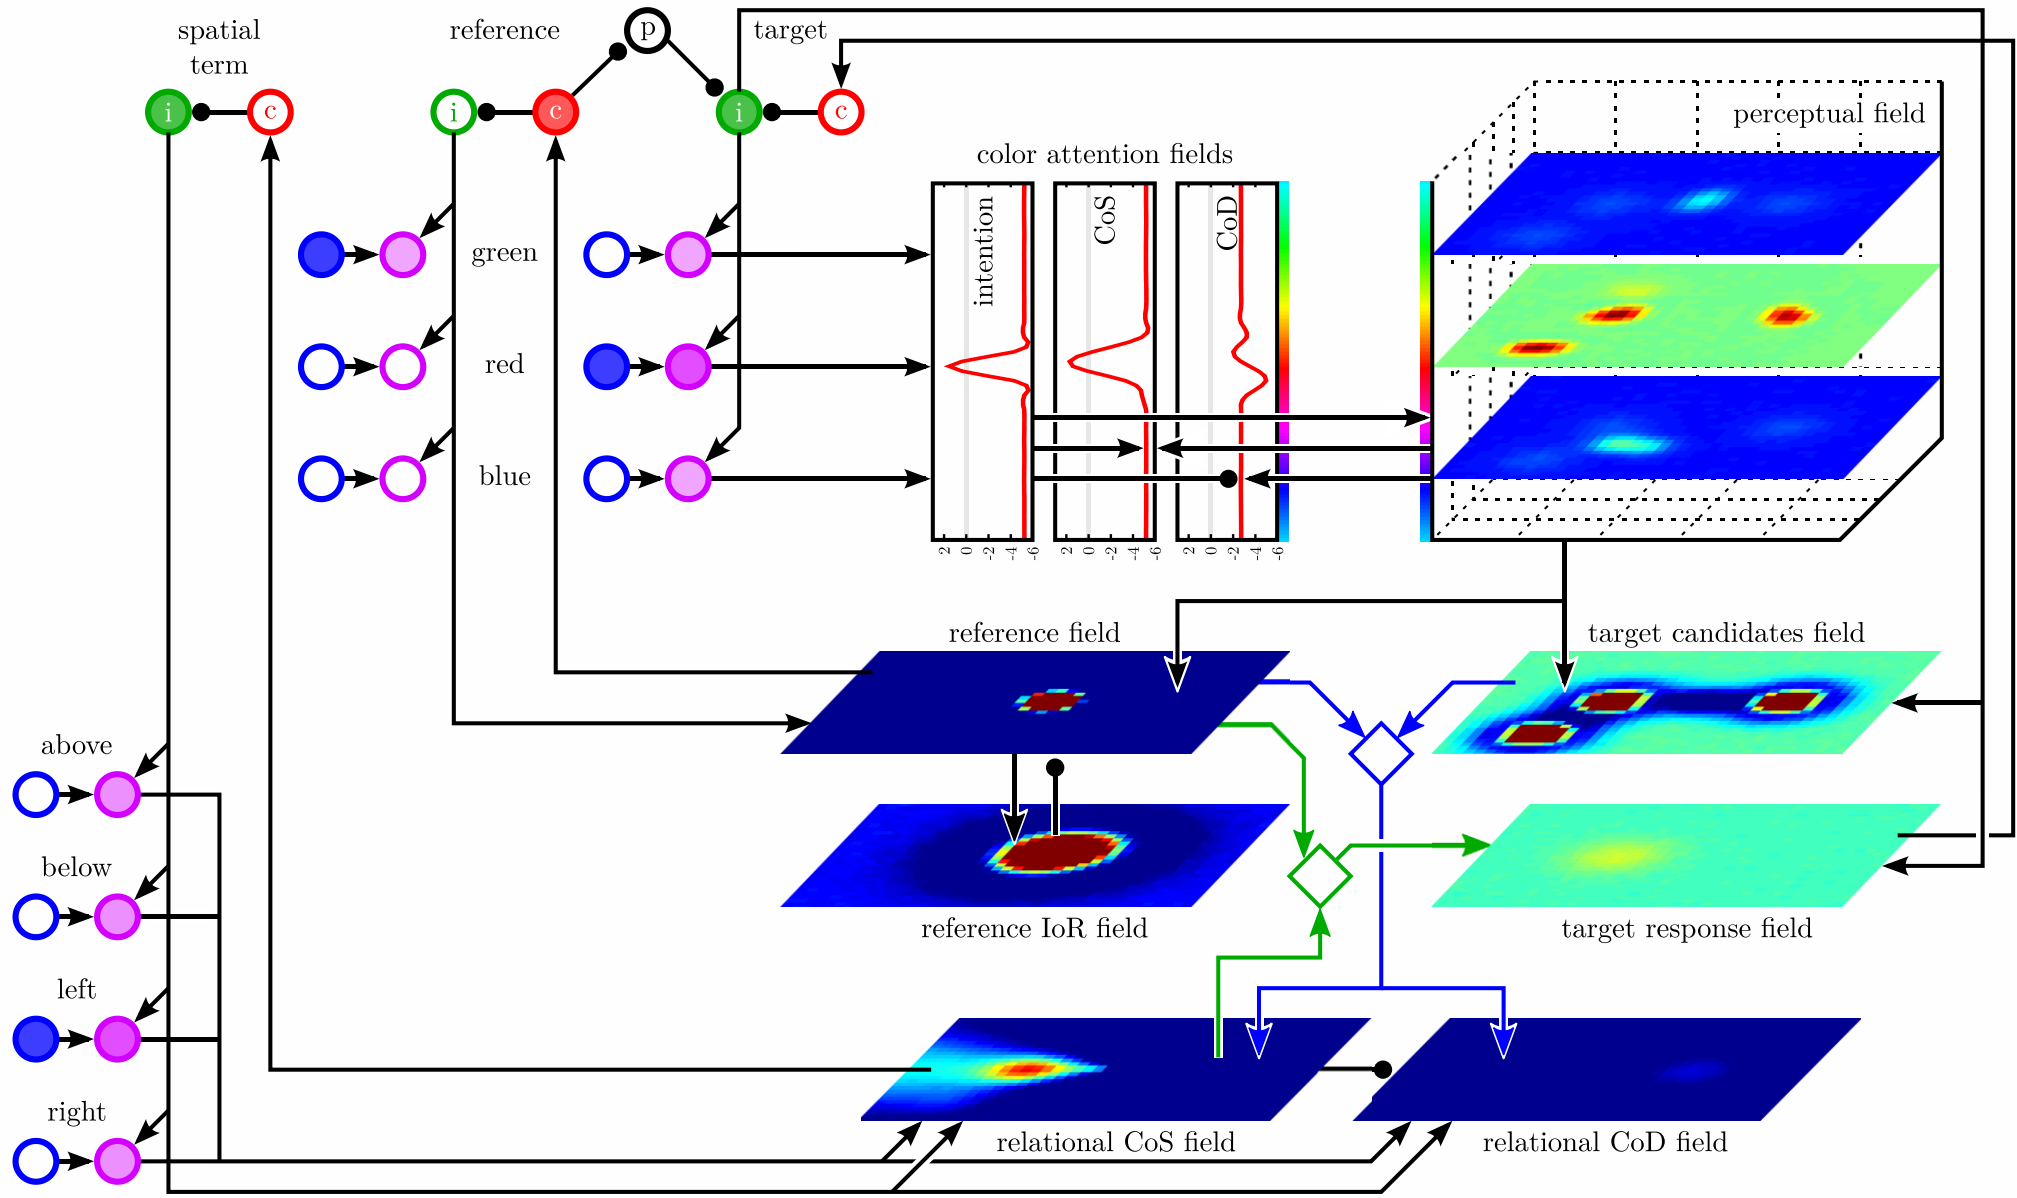 spatial
term
reference
p
target
i
c
i
c
i
c
perceptual field
color attention fields
intention
CoS
CoD
green
red
blue
2 0 -2 -4 -6
2 0 -2 -4 -6
2 0 -2 -4 -6
reference field
target candidates field
above
below
reference IoR field
target response field
left
right
relational CoS field
relational CoD field